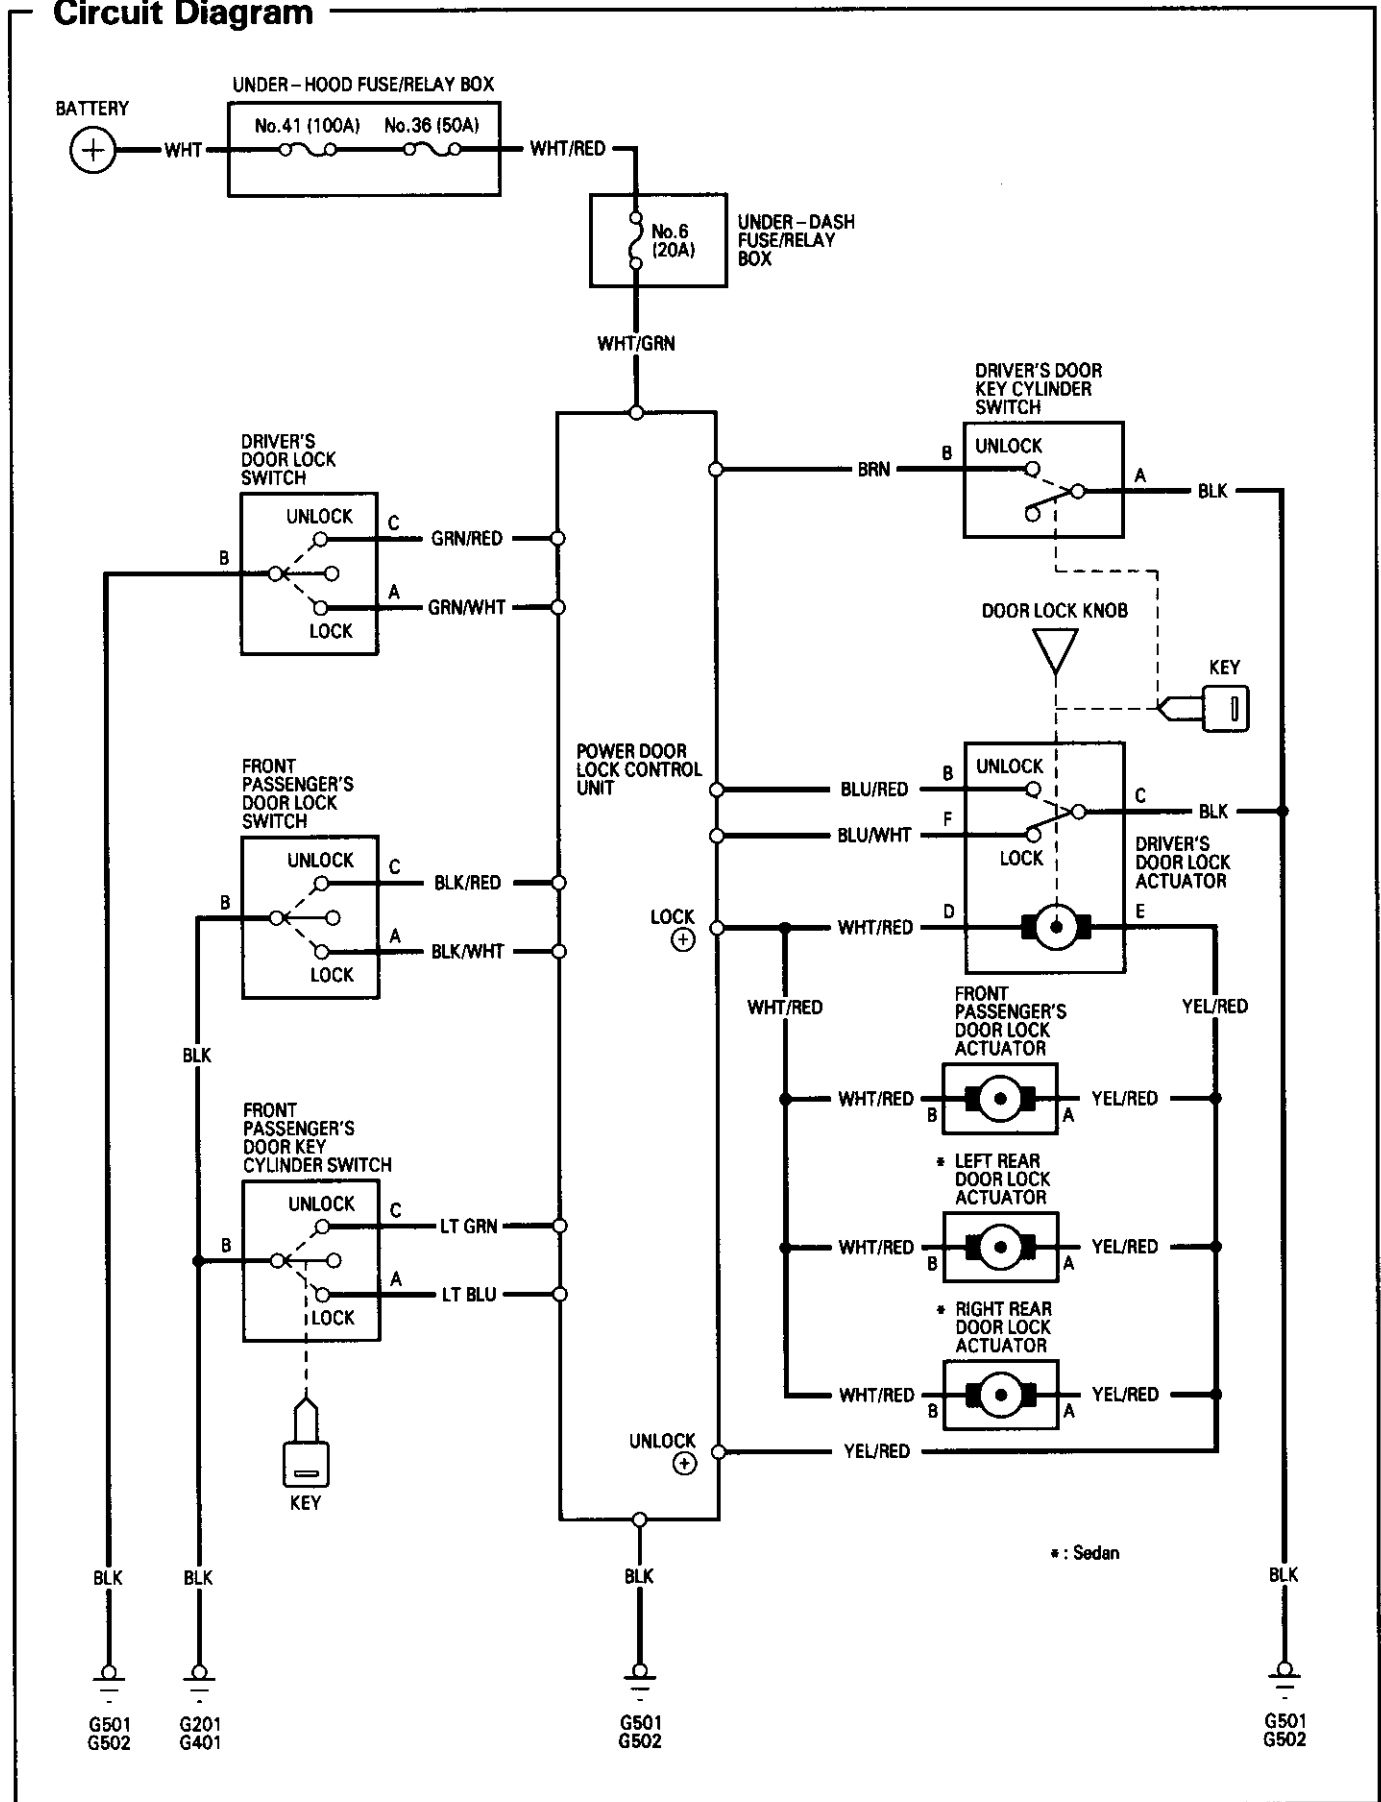 Circuit Diagram
UNDER-HOOD FUSE/RELAY BOX
BATTERY
No.41 (100A)
No.36 (50A)
WHT
WHT/RED
No.6
(20A)
UNDER-DASH
FUSE/RELAY
BOX
WHT/GRN
DRIVER'S
DOOR LOCK
SWITCH
UNLOCK
B
C
GRN/RED
A
GRN/WHT
LOCK
DRIVER'S DOOR
KEY CYLINDER
SWITCH
BRN
B
UNLOCK
A
BLK
DOOR LOCK KNOB
KEY
FRONT
PASSENGER'S
DOOR LOCK
SWITCH
UNLOCK
B
C
BLK/RED
A
BLK/WHT
LOCK
BLK
POWER DOOR
LOCK CONTROL
UNIT
BLU/RED
B
UNLOCK
C
BLK
BLU/WHT
F
LOCK
DRIVER'S
DOOR LOCK
ACTUATOR
LOCK
+
WHT/RED
D
E
WHT/RED
YEL/RED
FRONT
PASSENGER'S
DOOR LOCK
ACTUATOR
WHT/RED
B
A
YEL/RED
FRONT
PASSENGER'S
DOOR KEY
CYLINDER SWITCH
UNLOCK
B
C
LT GRN
A
LT BLU
LOCK
KEY
* LEFT REAR
DOOR LOCK
ACTUATOR
WHT/RED
B
A
YEL/RED
* RIGHT REAR
DOOR LOCK
ACTUATOR
WHT/RED
B
A
YEL/RED
UNLOCK
+
YEL/RED
* : Sedan
BLK
BLK
BLK
BLK
G501
G502
G201
G401
G501
G502
G501
G502